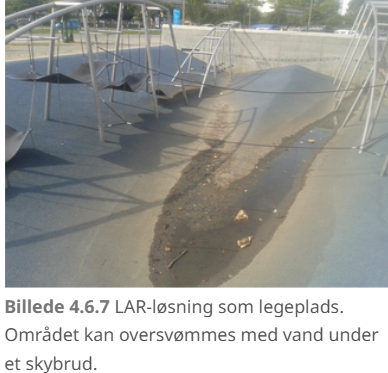 Billede 4.6.7 LAR-løsning som legeplads.
Området kan oversvømmes med vand under
et skybrud.